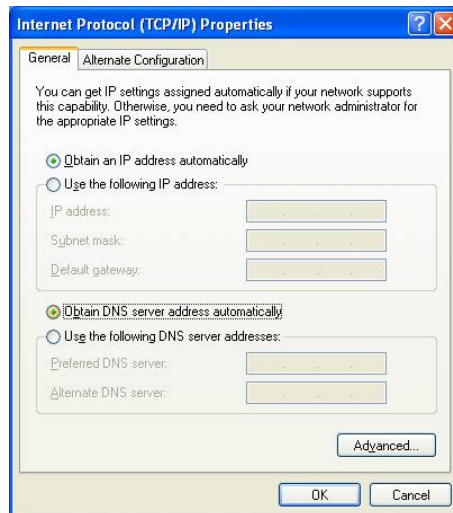 Internet Protocol (TCP/IP) Properties
General
Alternate Configuration
You can get IP settings assigned automatically if your network supports
this capability. Otherwise, you need to ask your network administrator for
the appropriate IP settings.
Obtain an IP address automatically
Use the following IP address:
IP address:
Subnet mask:
Default gateway:
Obtain DNS server address automatically
Use the following DNS server addresses:
Preferred DNS server:
Alternate DNS server:
Advanced...
OK
Cancel